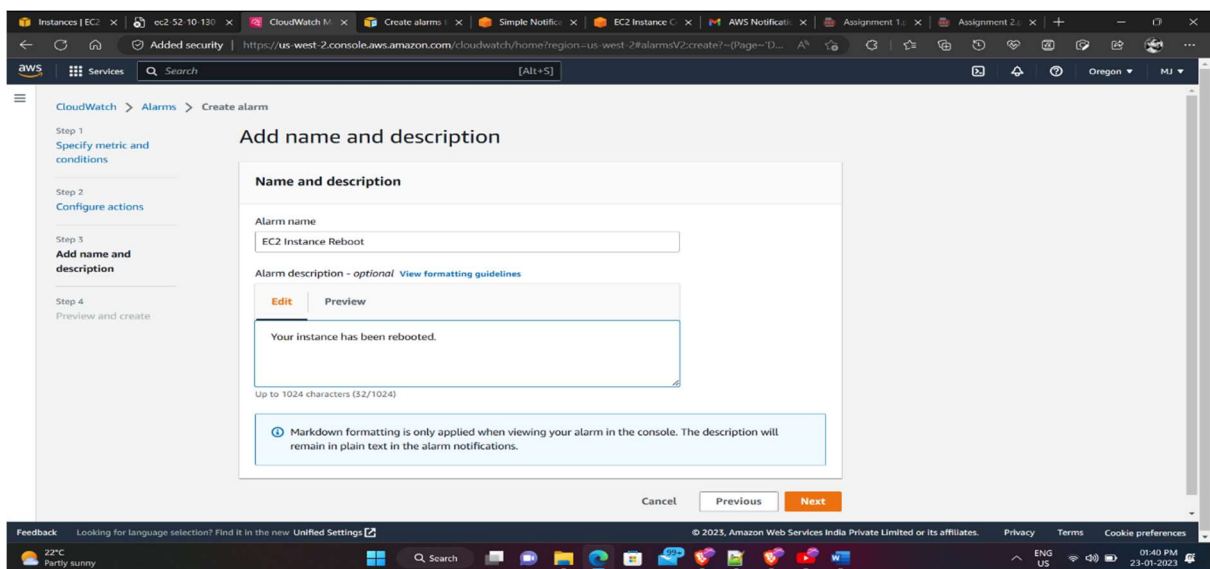 Instances | EC2
ec2-52-10-130
CloudWatch M
Create alarms
Simple Notific
EC2 Instance C
AWS Notificatic
Assignment 1.
Assignment 2.
Added security
https://us-west-2.console.aws.amazon.com/cloudwatch/home?region=us-west-2#alarmsV2:create?~(Page~'D...
aws
Services
Search
[Alt+S]
Oregon
MJ
CloudWatch > Alarms > Create alarm
Step 1
Specify metric and
conditions
Step 2
Configure actions
Step 3
Add name and
description
Step 4
Preview and create
Add name and description
Name and description
Alarm name
EC2 Instance Reboot
Alarm description - optional View formatting guidelines
Edit
Preview
Your instance has been rebooted.
Up to 1024 characters (32/1024)
Markdown formatting is only applied when viewing your alarm in the console. The description will
remain in plain text in the alarm notifications.
Cancel
Previous
Next
Feedback
Looking for language selection? Find it in the new Unified Settings
© 2023, Amazon Web Services India Private Limited or its affiliates.
Privacy
Terms
Cookie preferences
22°C
Partly sunny
Search
99+
ENG
US
01:40 PM
23-01-2023